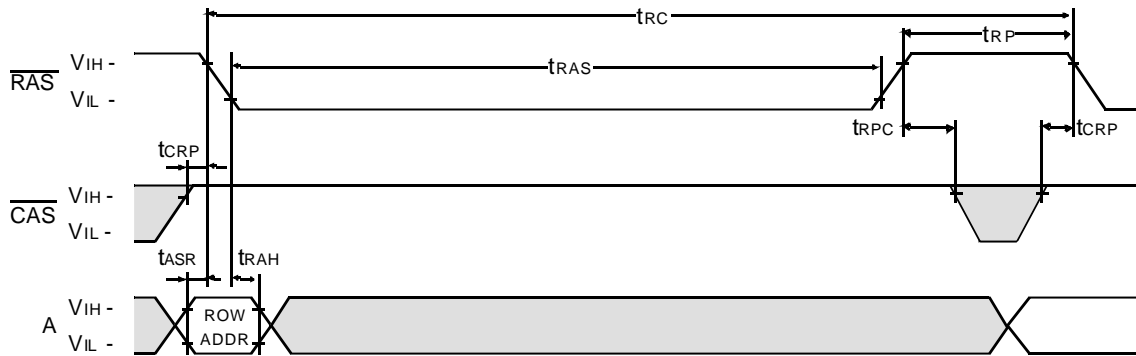 tRC
tRP
RAS VIH -
VIL -
tRAS
tRPC
tCRP
tCRP
CAS VIH -
VIL -
tASR
tRAH
A VIH -
VIL -
ROW
ADDR